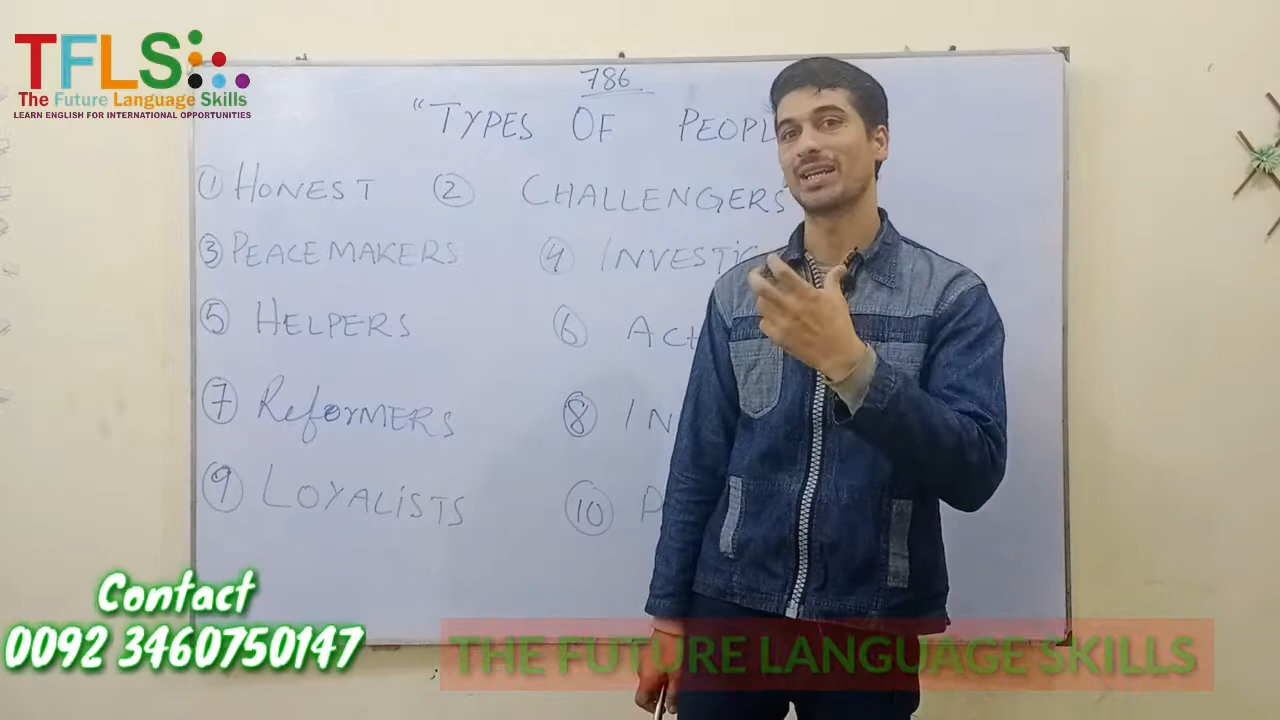 TFLS
The Future Language Skills
LEARN ENGLISH FOR INTERNATIONAL OPPORTUNITIES
786
"TYPES OF PEOPL
1 HONEST 2 CHALLENGERS
3 PEACEMAKERS 4 INVESTIG
5 HELPERS 6 ACH
7 ReformERS 8 IN
9 LOYALiSTS 10 P
Contact
0092 3460750147
THE FUTURE LANGUAGE SKILLS